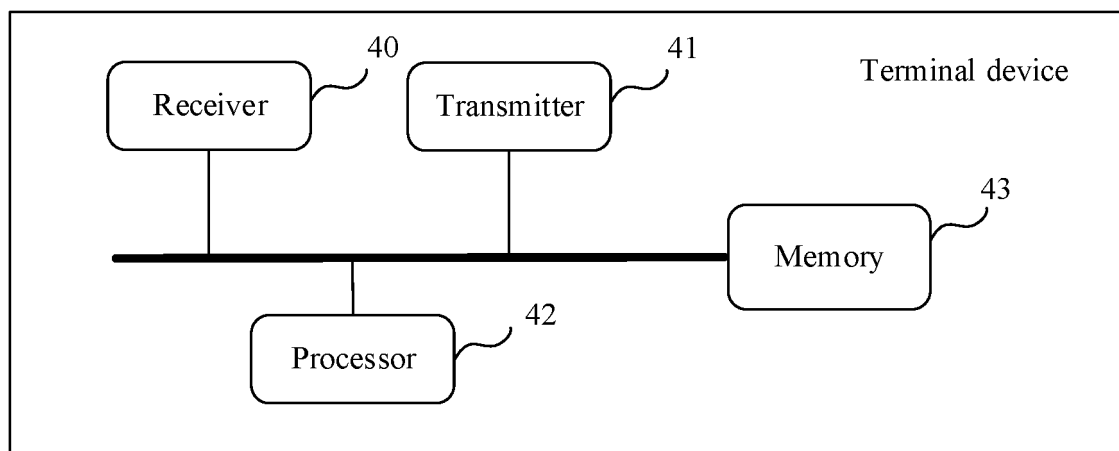 40
41
Terminal device
Receiver
Transmitter
43
Memory
42
Processor